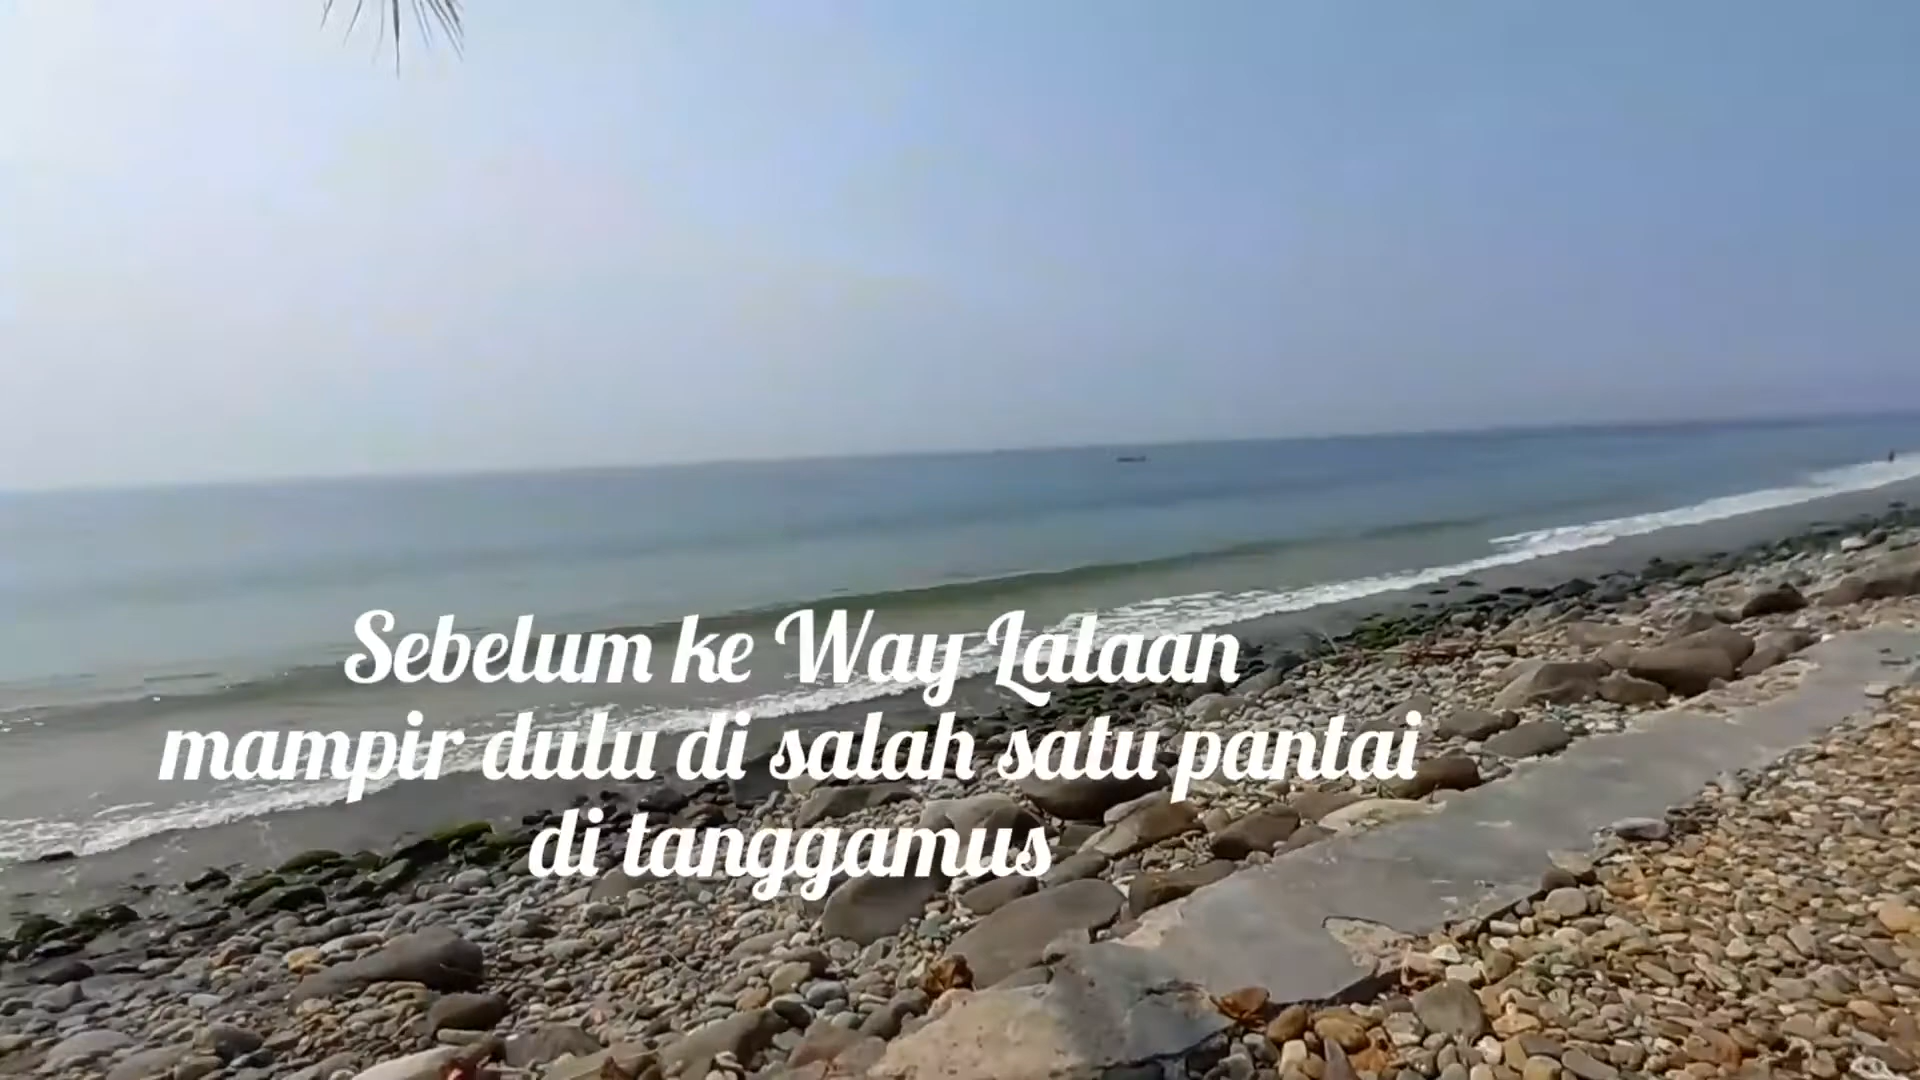 Sebelum ke Way Lalaan
mampir dulu di salah satu pantai
di tanggamus